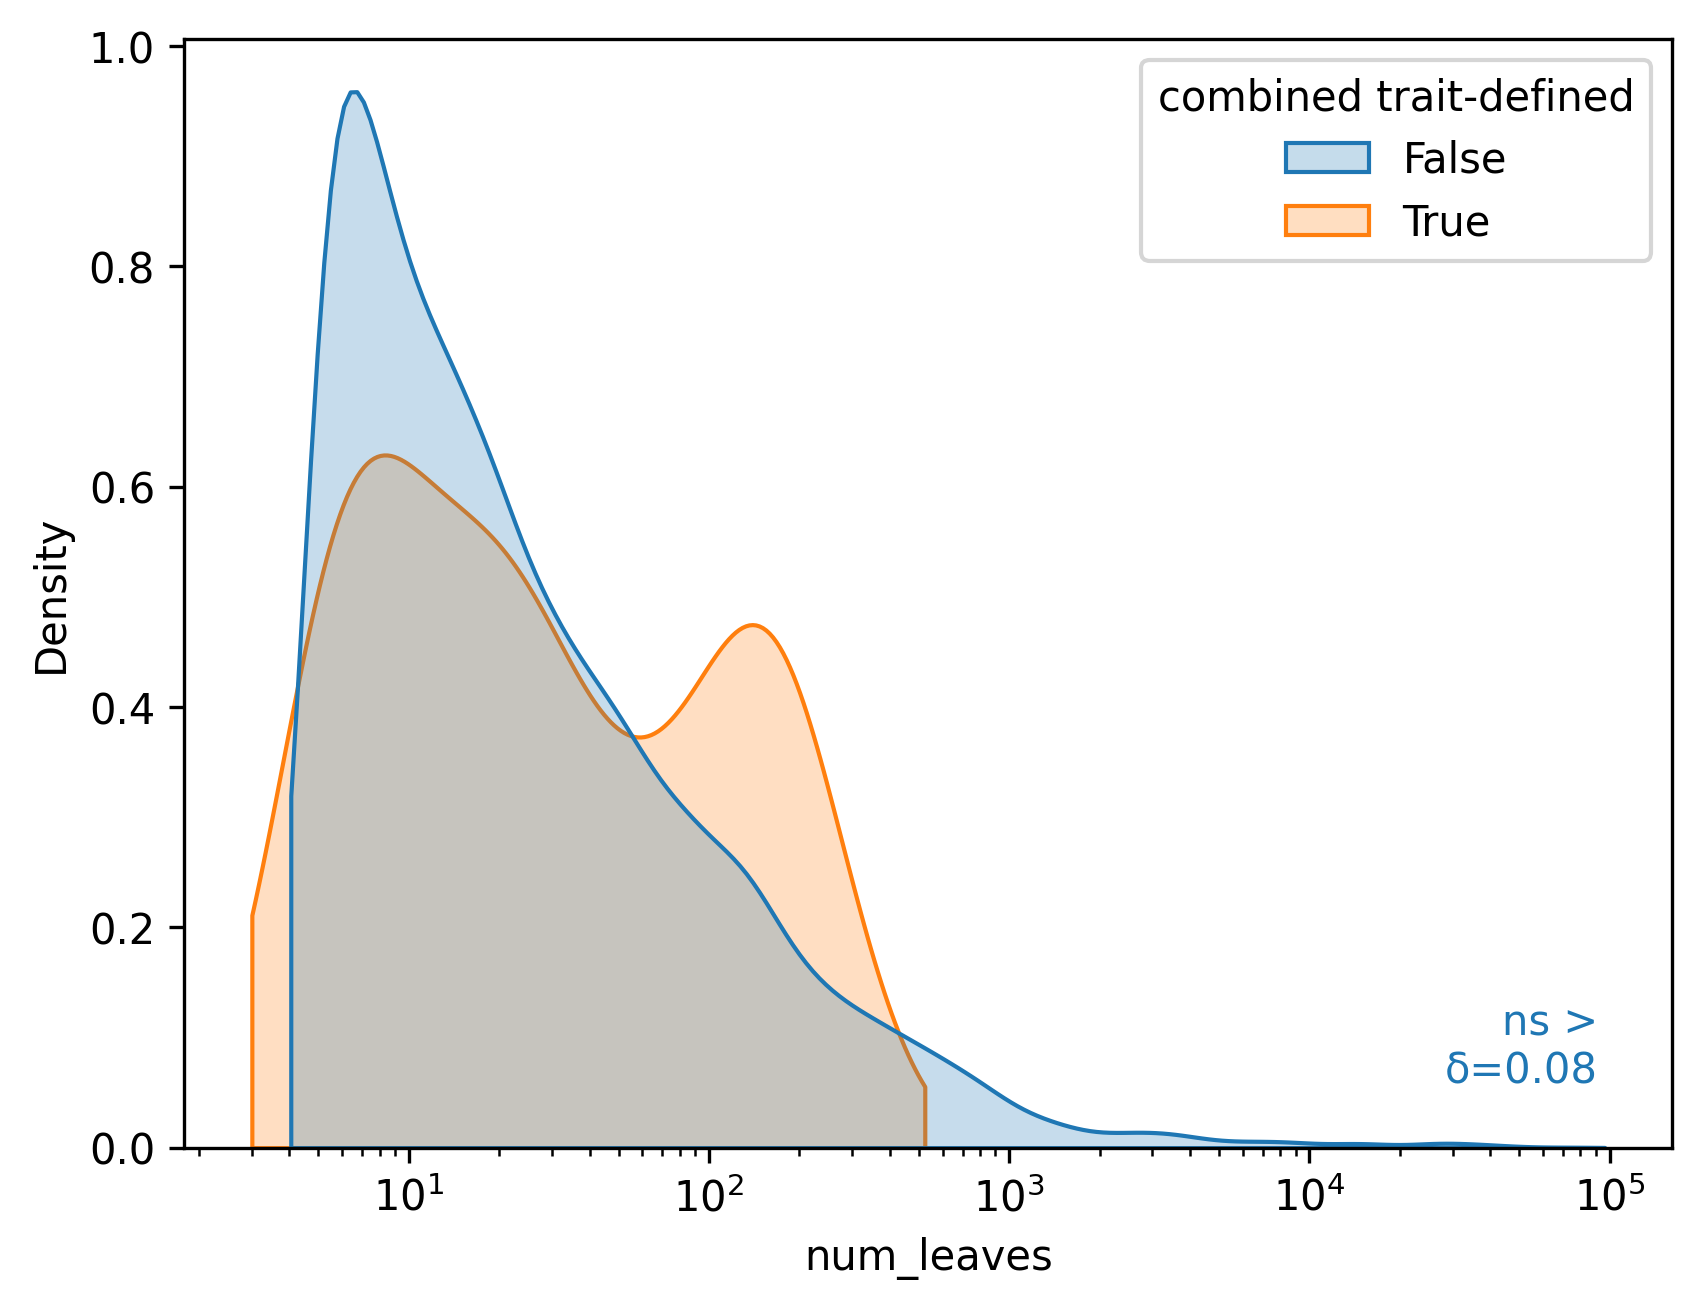 1.0
0.8
0.6
0.4
0.2
0.0
Density
combined trait-defined
False
True
ns >
δ=0.08
10¹
10²
10³
10⁴
10⁵
num_leaves